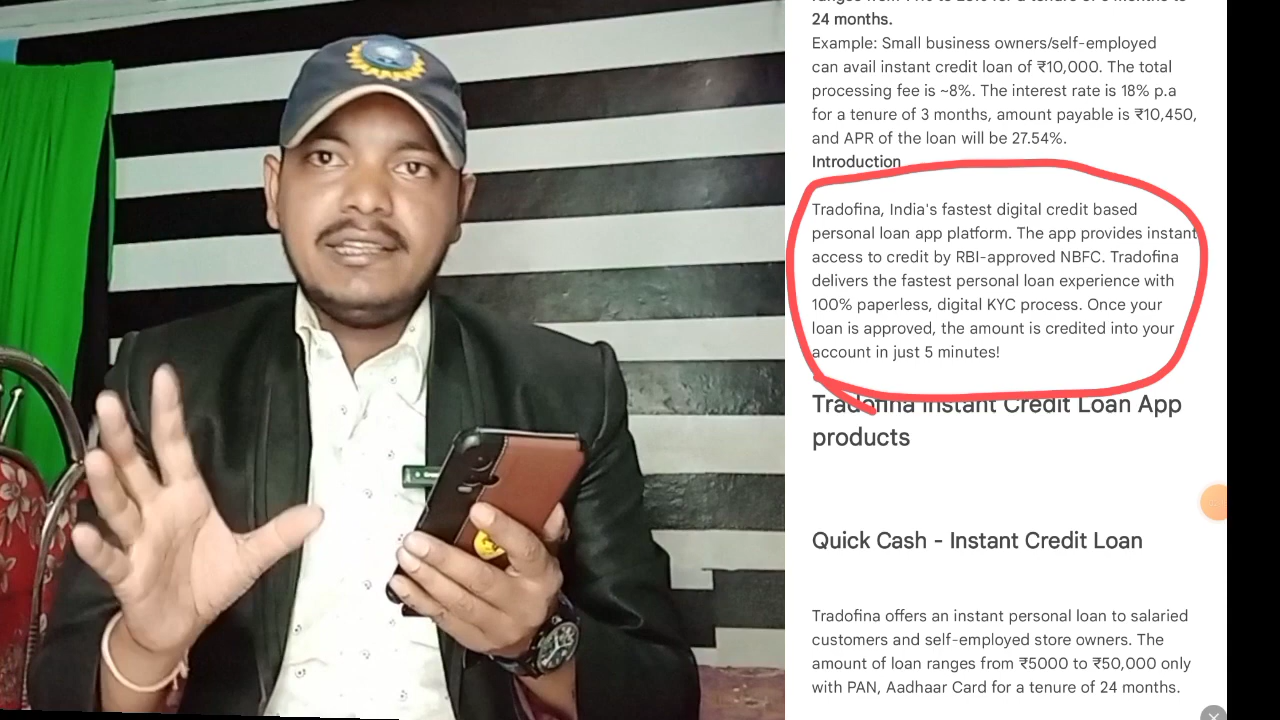 24 months.
Example: Small business owners/self-employed
can avail instant credit loan of ₹10,000. The total
processing fee is ~8%. The interest rate is 18% p.a
for a tenure of 3 months, amount payable is ₹10,450,
and APR of the loan will be 27.54%.
Introduction
Tradofina, India's fastest digital credit based
personal loan app platform. The app provides instant
access to credit by RBI-approved NBFC. Tradofina
delivers the fastest personal loan experience with
100% paperless, digital KYC process. Once your
loan is approved, the amount is credited into your
account in just 5 minutes!
Tradofina Instant Credit Loan App
products
Quick Cash - Instant Credit Loan
Tradofina offers an instant personal loan to salaried
customers and self-employed store owners. The
amount of loan ranges from ₹5000 to ₹50,000 only
with PAN, Aadhaar Card for a tenure of 24 months.